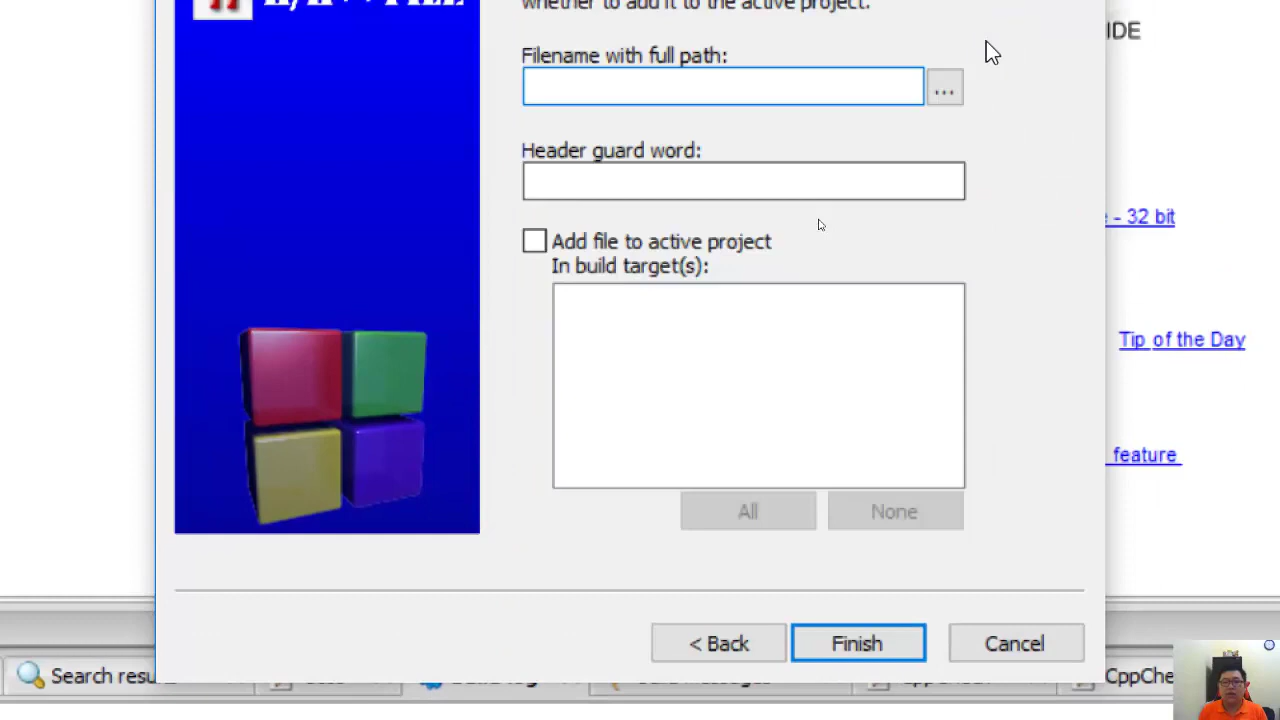 whether to add it to the active project.
IDE
Filename with full path:
...
Header guard word:
- 32 bit
Add file to active project
In build target(s):
Tip of the Day
feature
All
None
< Back
Finish
Cancel
Search resu
CppChe